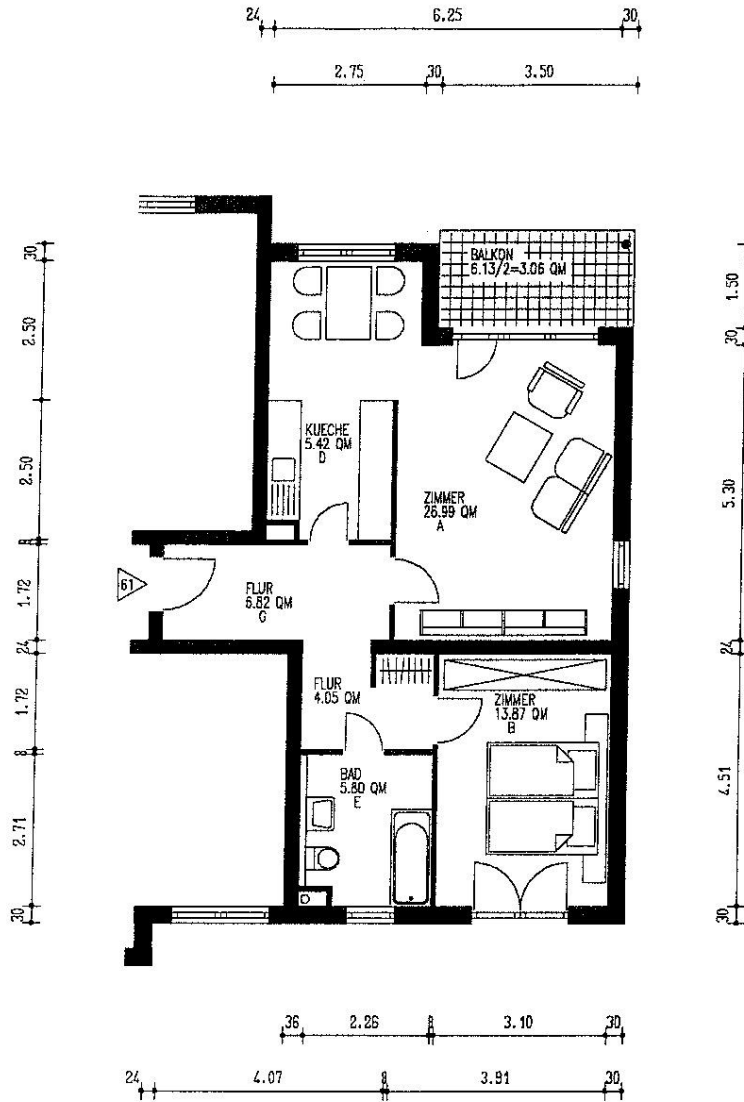 24 6.25 30
2.75 30 3.50
BALKON
6.13/2=3.06 QM
30
2.50
2.50
8
1.72
24
1.72
8
2.71
30
1.50
30
5.30
24
4.51
30
KUECHE
5.42 QM
D
ZIMMER
26.99 QM
A
61
FLUR
6.82 QM
G
FLUR
4.05 QM
ZIMMER
13.87 QM
B
BAD
5.80 QM
E
36 2.26 8 3.10 30
24 4.07 8 3.91 30